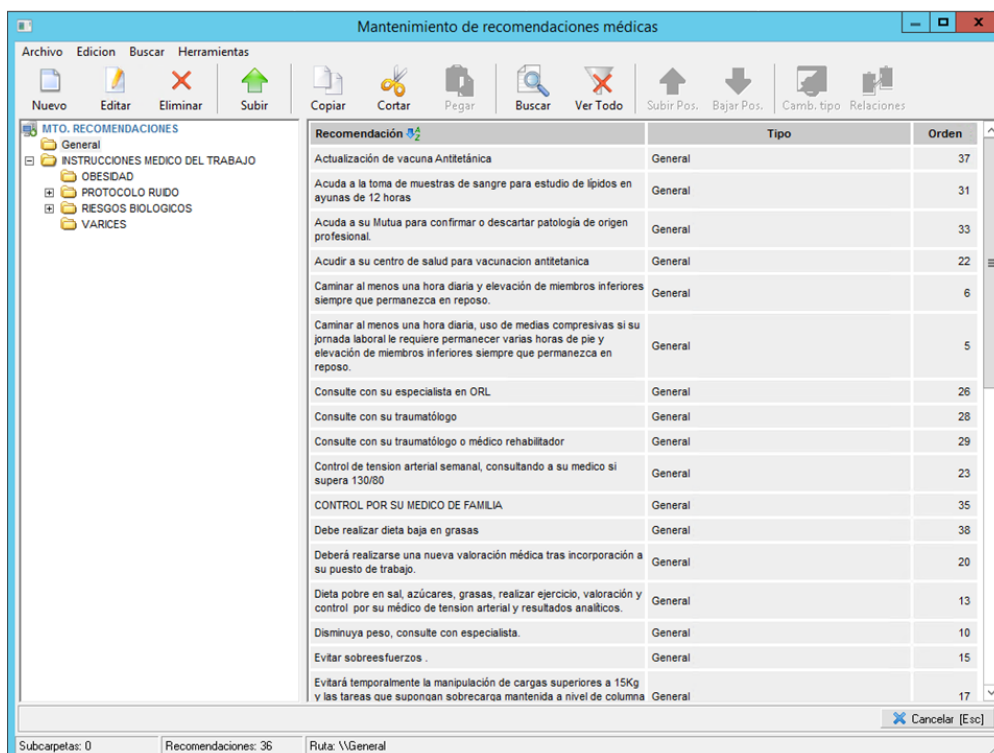 Mantenimiento de recomendaciones médicas
Archivo Edicion Buscar Herramientas
Nuevo Editar Eliminar Subir Copiar Cortar Pegar Buscar Ver Todo Subir Pos. Bajar Pos. Camb. tipo Relaciones
MTO. RECOMENDACIONES
General
INSTRUCCIONES MEDICO DEL TRABAJO
OBESIDAD
PROTOCOLO RUIDO
RIESGOS BIOLOGICOS
VARICES
Recomendación Tipo Orden
Actualización de vacuna Antitetánica General 37
Acuda a la toma de muestras de sangre para estudio de lípidos en
ayunas de 12 horas General 31
Acuda a su Mutua para confirmar o descartar patología de origen
profesional. General 33
Acudir a su centro de salud para vacunacion antitetanica General 22
Caminar al menos una hora diaria y elevación de miembros inferiores
siempre que permanezca en reposo. General 6
Caminar al menos una hora diaria, uso de medias compresivas si su
jornada laboral le requiere permanecer varias horas de pie y
elevación de miembros inferiores siempre que permanezca en
reposo. General 5
Consulte con su especialista en ORL General 26
Consulte con su traumatólogo General 28
Consulte con su traumatólogo o médico rehabilitador General 29
Control de tension arterial semanal, consultando a su medico si
supera 130/80 General 23
CONTROL POR SU MEDICO DE FAMILIA General 35
Debe realizar dieta baja en grasas General 38
Deberá realizarse una nueva valoración médica tras incorporación a
su puesto de trabajo. General 20
Dieta pobre en sal, azúcares, grasas, realizar ejercicio, valoración y
control por su médico de tension arterial y resultados analíticos. General 13
Disminuya peso, consulte con especialista. General 10
Evitar sobreesfuerzos . General 15
Evitará temporalmente la manipulación de cargas superiores a 15Kg
y las tareas que supongan sobrecarga mantenida a nivel de columna General 17
Cancelar [Esc]
Subcarpetas: 0 Recomendaciones: 36 Ruta: \\General